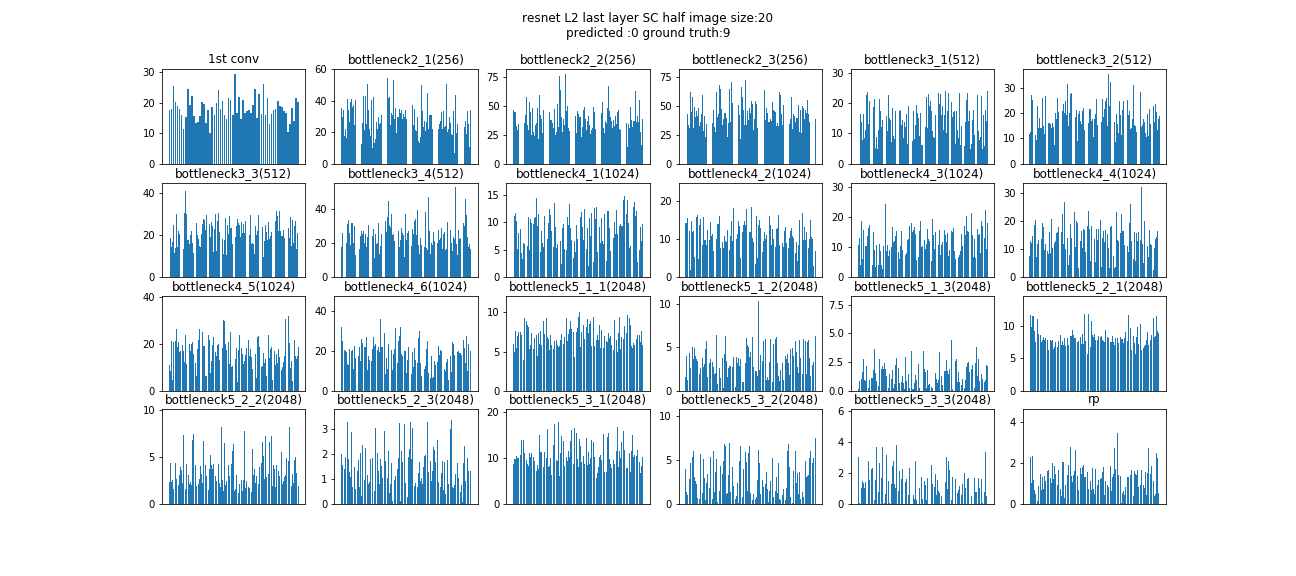 resnet L2 last layer SC half image size:20
predicted :0 ground truth:9
1st conv bottleneck2_1(256) bottleneck2_2(256) bottleneck2_3(256) bottleneck3_1(512) bottleneck3_2(512)
30 60 75 75 30 30
20 40 50 50 20 20
10 20 25 25 10 10
0 0 0 0 0 0
bottleneck3_3(512) bottleneck3_4(512) bottleneck4_1(1024) bottleneck4_2(1024) bottleneck4_3(1024) bottleneck4_4(1024)
40 40 15 20 30 30
20 20 10 10 20 20
0 0 5 0 10 10
0 0 0
bottleneck4_5(1024) bottleneck4_6(1024) bottleneck5_1_1(2048) bottleneck5_1_2(2048) bottleneck5_1_3(2048) bottleneck5_2_1(2048)
40 40 10 10 7.5 10
20 20 5 5 5.0 5
0 0 0 0 2.5 0
0.0
bottleneck5_2_2(2048) bottleneck5_2_3(2048) bottleneck5_3_1(2048) bottleneck5_3_2(2048) bottleneck5_3_3(2048) rp
10 3 20 10 6 4
5 2 10 5 4 2
0 1 0 0 2 0
0 0